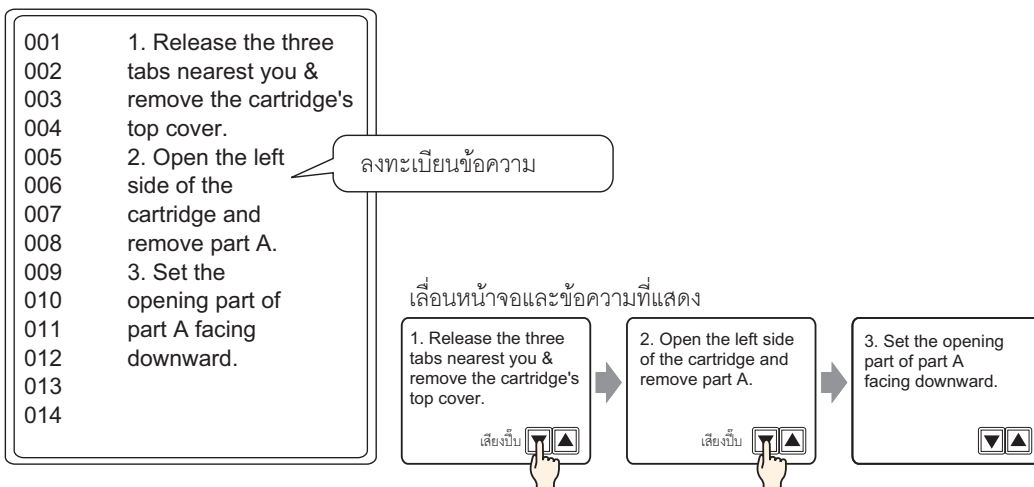 001 1. Release the three
002 tabs nearest you &
003 remove the cartridge's
004 top cover.
005 2. Open the left
006 side of the
007 cartridge and
008 remove part A.
009 3. Set the
010 opening part of
011 part A facing
012 downward.
013
014
ลงทะเบียนข้อความ
เลื่อนหน้าจอและข้อความที่แสดง
1. Release the three
tabs nearest you &
remove the cartridge's
top cover.
เสียงปี๊บ ▼ ▲
2. Open the left side
of the cartridge and
remove part A.
เสียงปี๊บ ▼ ▲
3. Set the opening
part of part A
facing downward.
▼ ▲